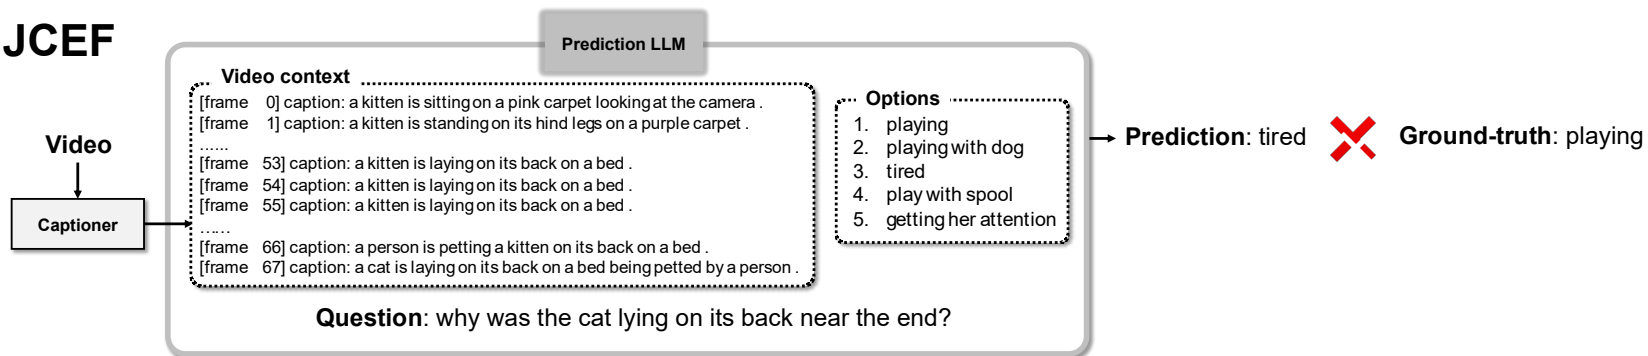 JCEF
Prediction LLM
Video context
[frame 0] caption: a kitten is sitting on a pink carpet looking at the camera .
[frame 1] caption: a kitten is standing on its hind legs on a purple carpet .
......
[frame 53] caption: a kitten is laying on its back on a bed .
[frame 54] caption: a kitten is laying on its back on a bed .
[frame 55] caption: a kitten is laying on its back on a bed .
......
[frame 66] caption: a person is petting a kitten on its back on a bed .
[frame 67] caption: a cat is laying on its back on a bed being petted by a person .
Options
1. playing
2. playing with dog
3. tired
4. play with spool
5. getting her attention
Video
Captioner
Question: why was the cat lying on its back near the end?
Prediction: tired
Ground-truth: playing